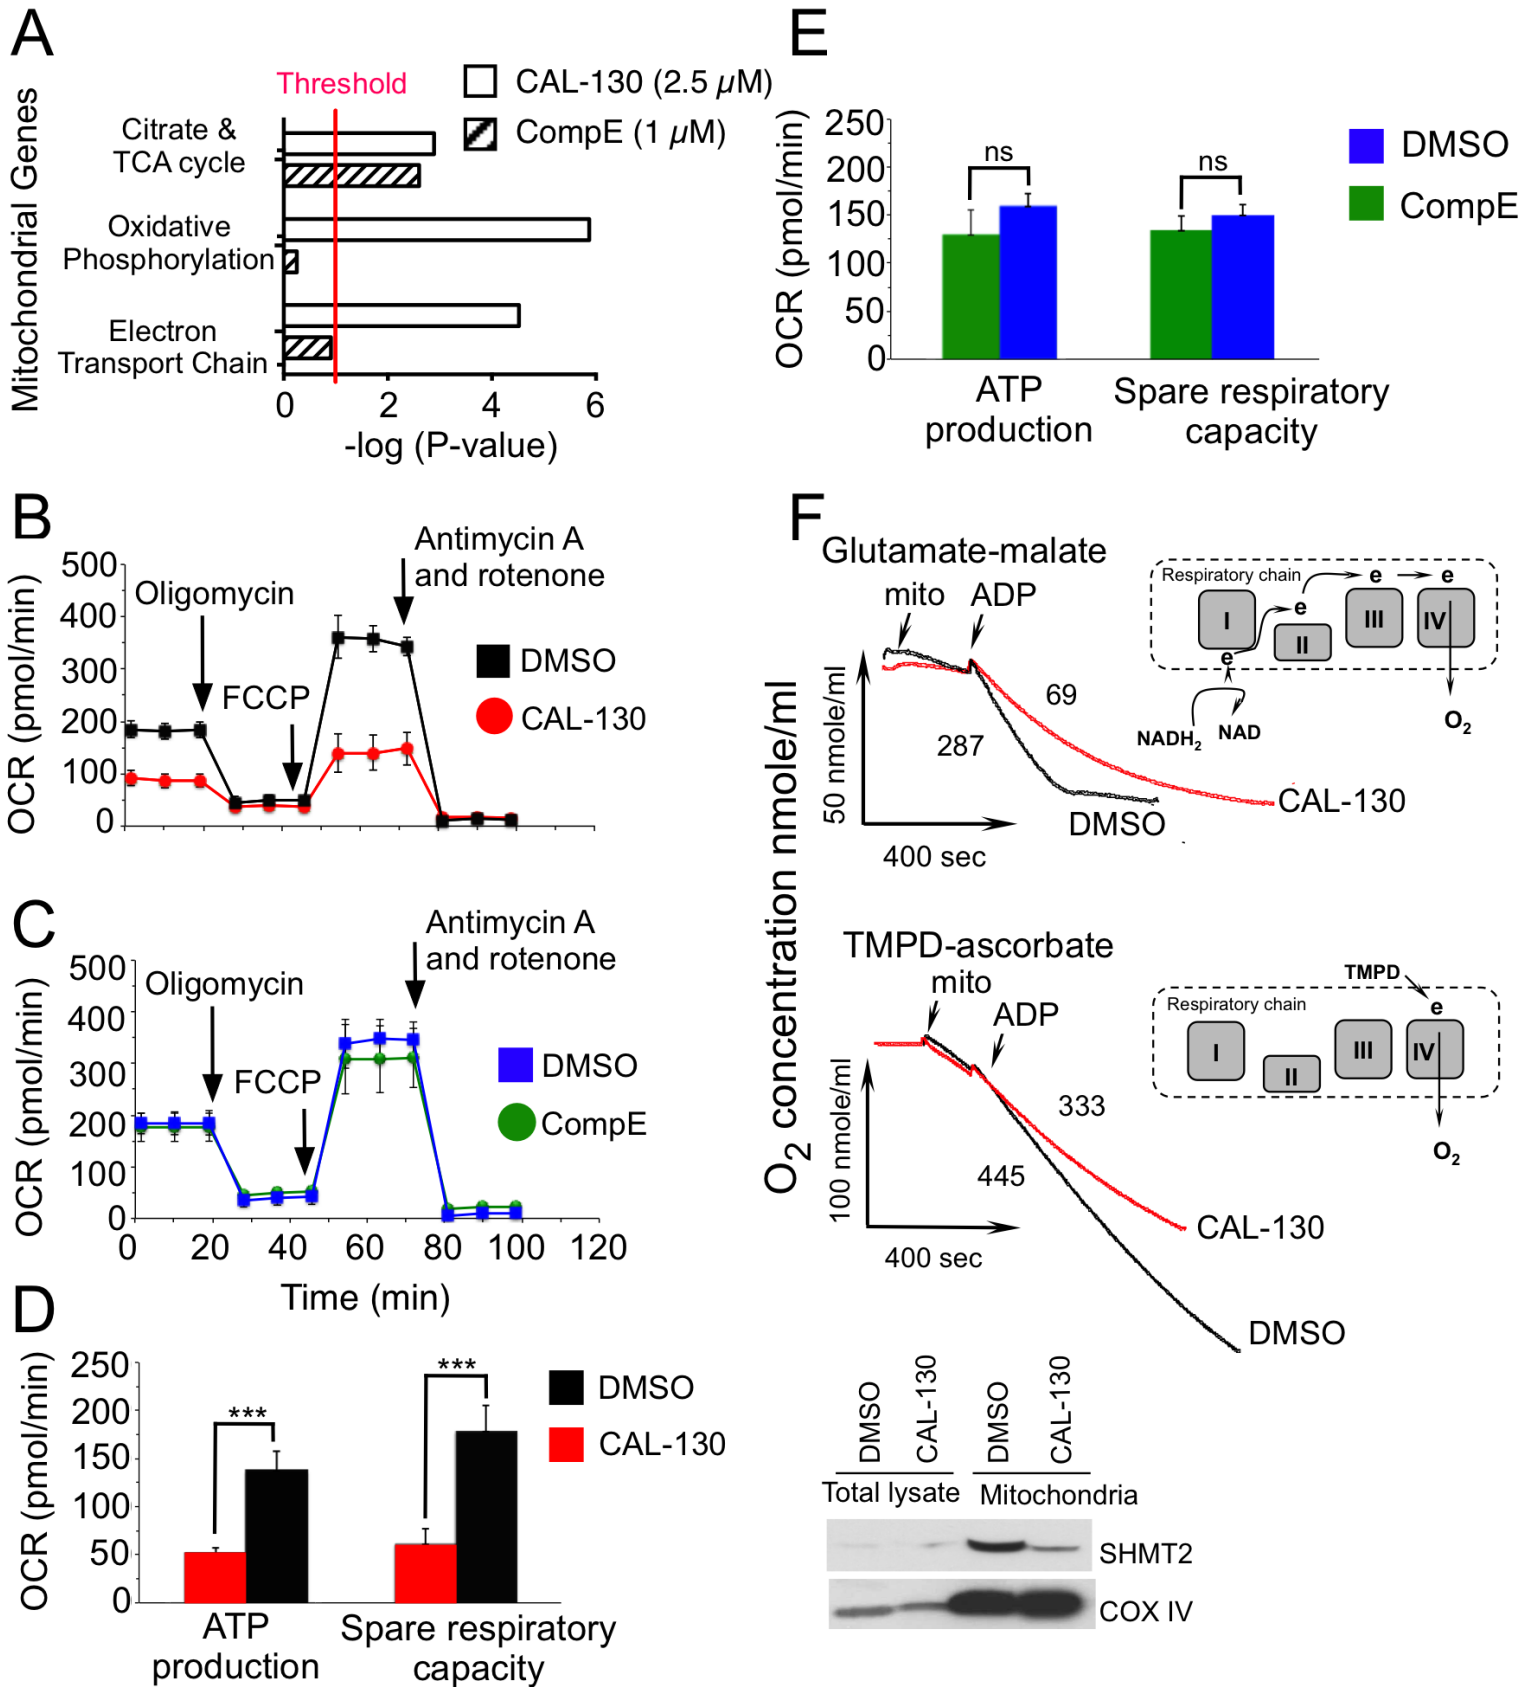 A
Threshold
CAL-130 (2.5 µM)
CompE (1 µM)
Mitochondrial Genes
Citrate &
TCA cycle
Oxidative
Phosphorylation
Electron
Transport Chain
0 2 4 6
-log (P-value)
B
OCR (pmol/min)
500
400
300
200
100
0
Oligomycin
FCCP
Antimycin A
and rotenone
DMSO
CAL-130
C
OCR (pmol/min)
500
400
300
200
100
0
Oligomycin
FCCP
Antimycin A
and rotenone
DMSO
CompE
0 20 40 60 80 100 120
Time (min)
D
OCR (pmol/min)
250
200
150
100
50
0
***
***
DMSO
CAL-130
ATP
production
Spare respiratory
capacity
E
OCR (pmol/min)
250
200
150
100
50
0
ns
ns
DMSO
CompE
ATP
production
Spare respiratory
capacity
F
O2 concentration nmole/ml
Glutamate-malate
mito
ADP
69
287
50 nmole/ml
400 sec
DMSO
CAL-130
Respiratory chain
e
e
e
e
I
II
III
IV
NADH2
NAD
O2
TMPD-ascorbate
mito
ADP
333
445
100 nmole/ml
400 sec
CAL-130
DMSO
TMPD
Respiratory chain
e
I
II
III
IV
O2
DMSO
CAL-130
DMSO
CAL-130
Total lysate
Mitochondria
SHMT2
COX IV